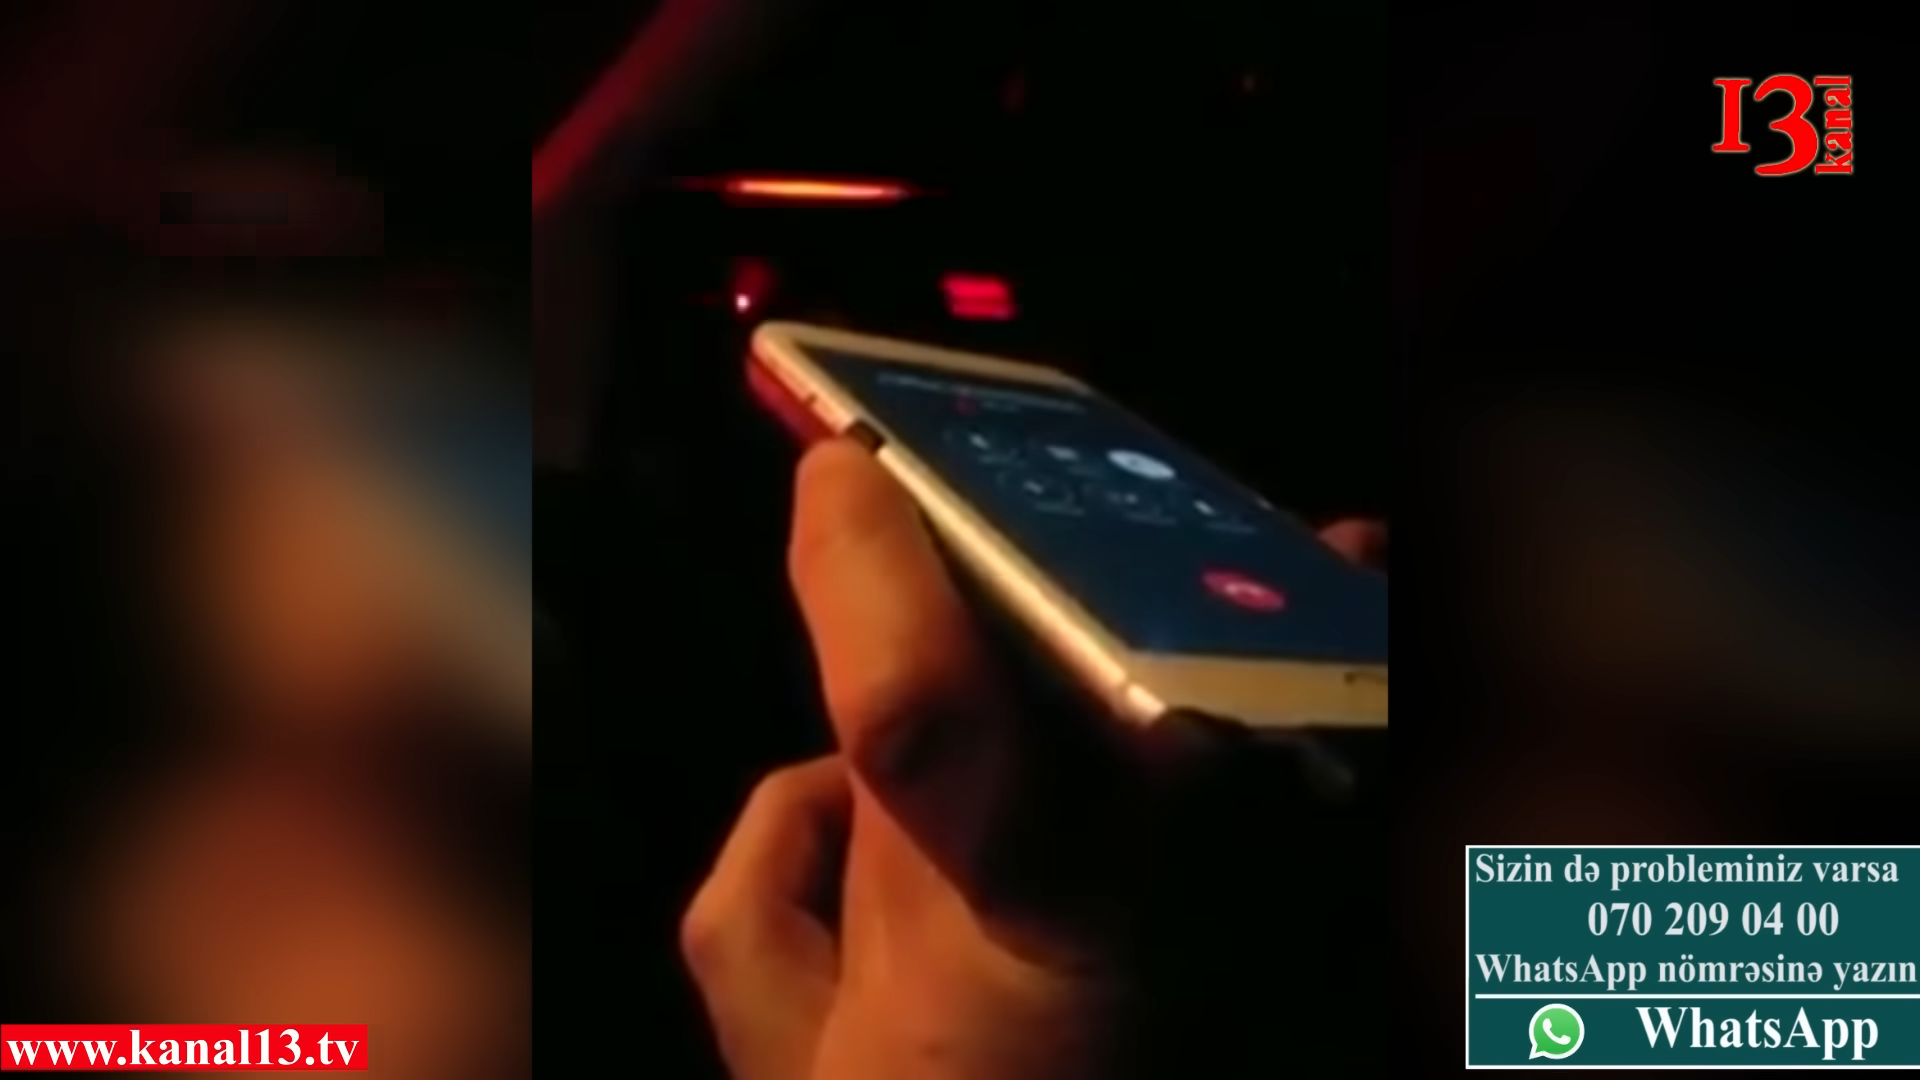 13
kanal
Sizin də probleminiz varsa
070 209 04 00
WhatsApp nömrəsinə yazın
WhatsApp
www.kanal13.tv